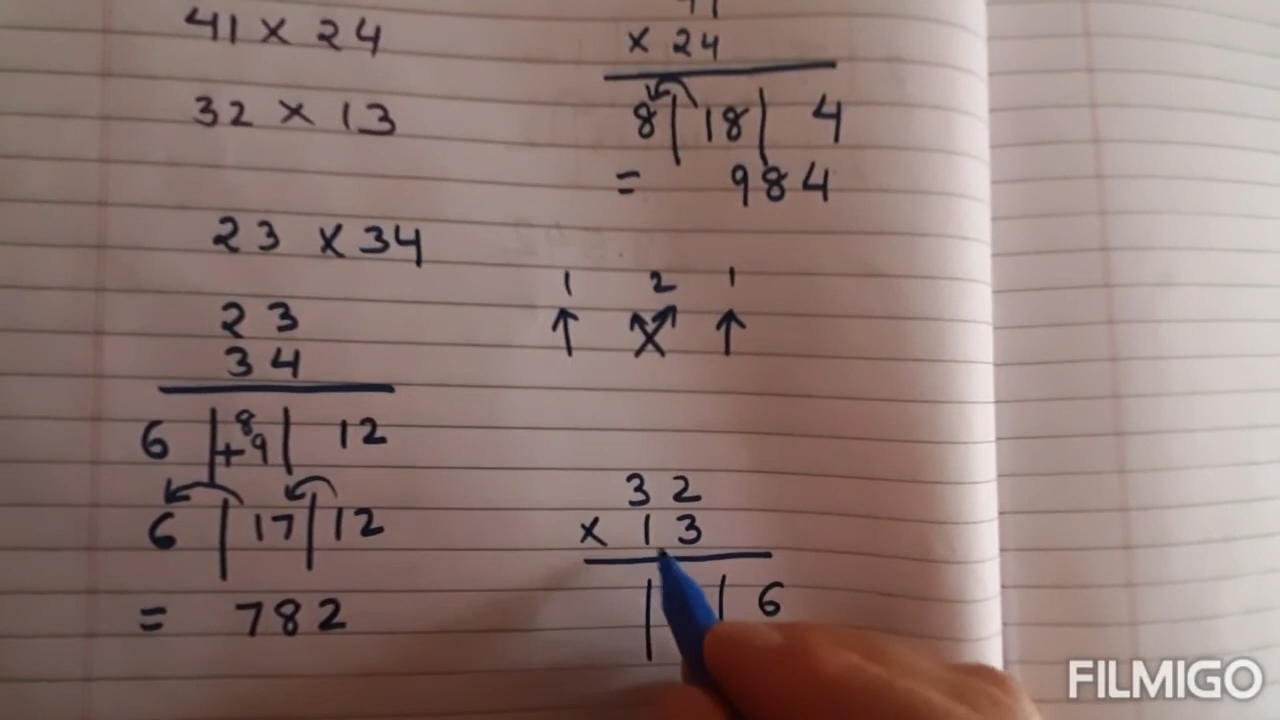 41 × 24
32 × 13
23 × 34
23
34
6 | 8 + 9 | 12
6 | 17 | 12
= 782
41
× 24
8 | 18 | 4
= 984
1 2 1
32
× 13
| | 6
FILMIGO